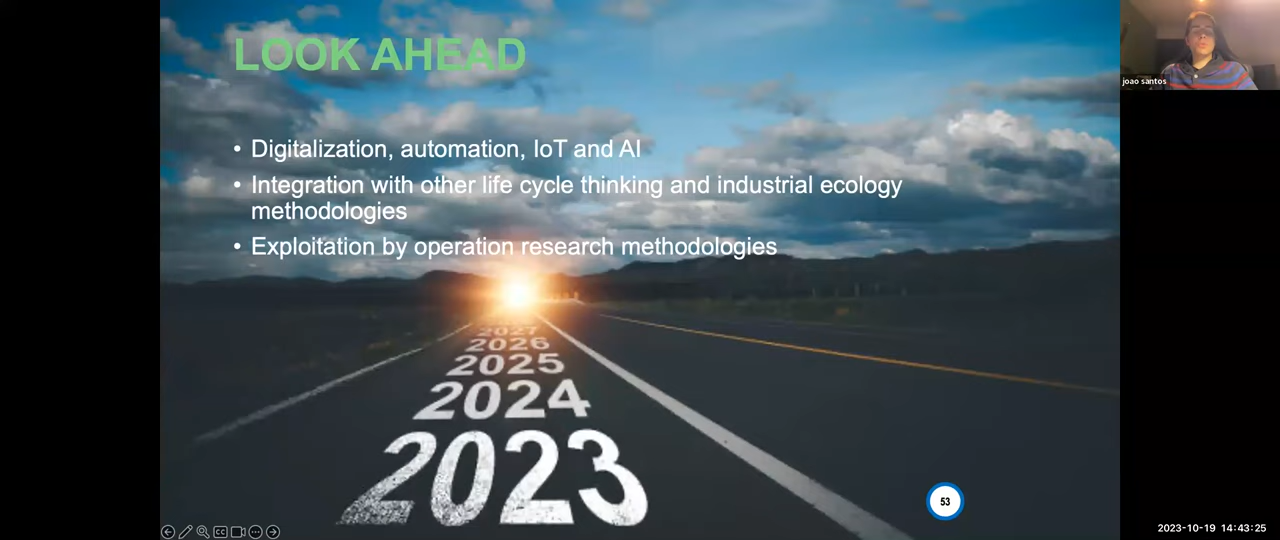 LOOK AHEAD
joao santos
• Digitalization, automation, IoT and AI
• Integration with other life cycle thinking and industrial ecology
methodologies
• Exploitation by operation research methodologies
2027
2026
2025
2024
2023
53
CC
2023-10-19 14:43:25